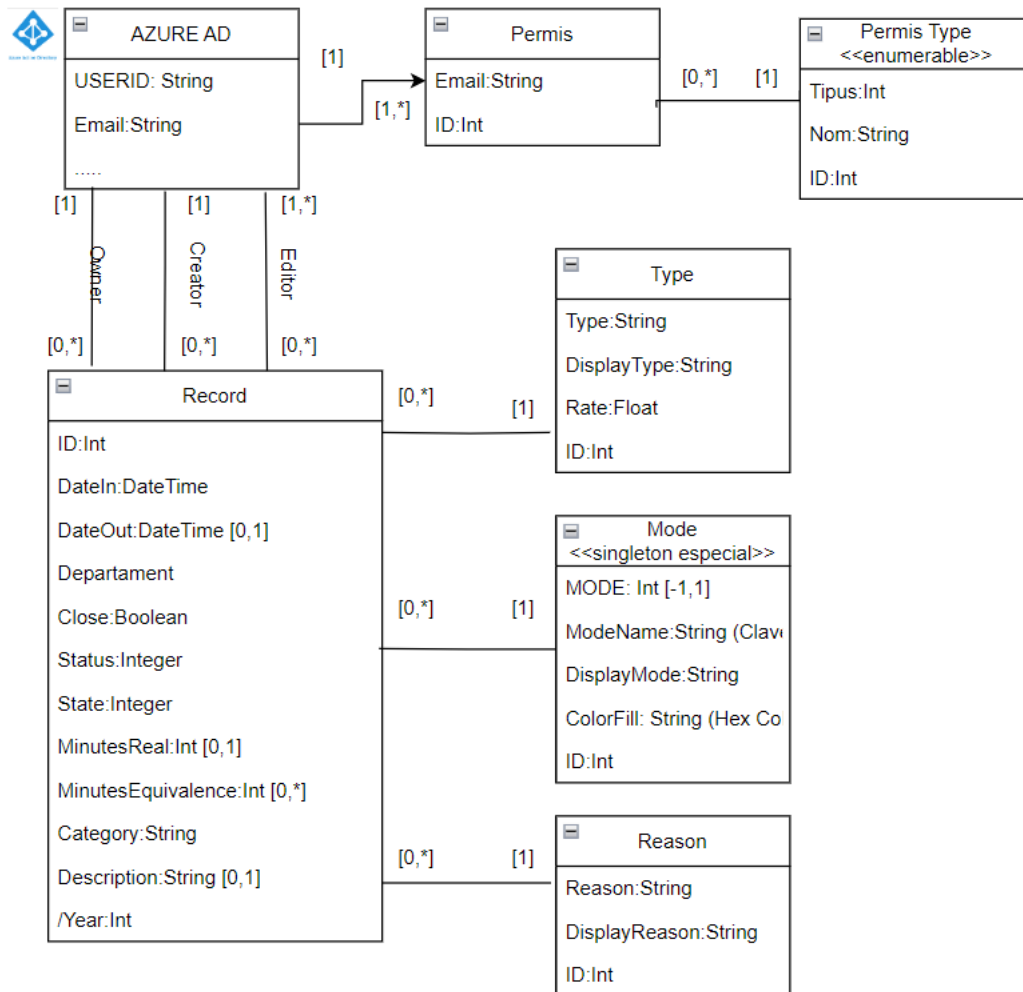 AZURE AD
USERID: String
Email:String
.....
[1]
[1,*]
Permis
Email:String
ID:Int
[0,*]
[1]
Permis Type
<<enumerable>>
Tipus:Int
Nom:String
ID:Int
[1]
[1]
[1,*]
Owner
Creator
Editor
[0,*]
[0,*]
[0,*]
Record
ID:Int
DateIn:DateTime
DateOut:DateTime [0,1]
Departament
Close:Boolean
Status:Integer
State:Integer
MinutesReal:Int [0,1]
MinutesEquivalence:Int [0,*]
Category:String
Description:String [0,1]
/Year:Int
[0,*]
[1]
Type
Type:String
DisplayType:String
Rate:Float
ID:Int
[0,*]
[1]
Mode
<<singleton especial>>
MODE: Int [-1,1]
ModeName:String (Clav
DisplayMode:String
ColorFill: String (Hex Co
ID:Int
[0,*]
[1]
Reason
Reason:String
DisplayReason:String
ID:Int